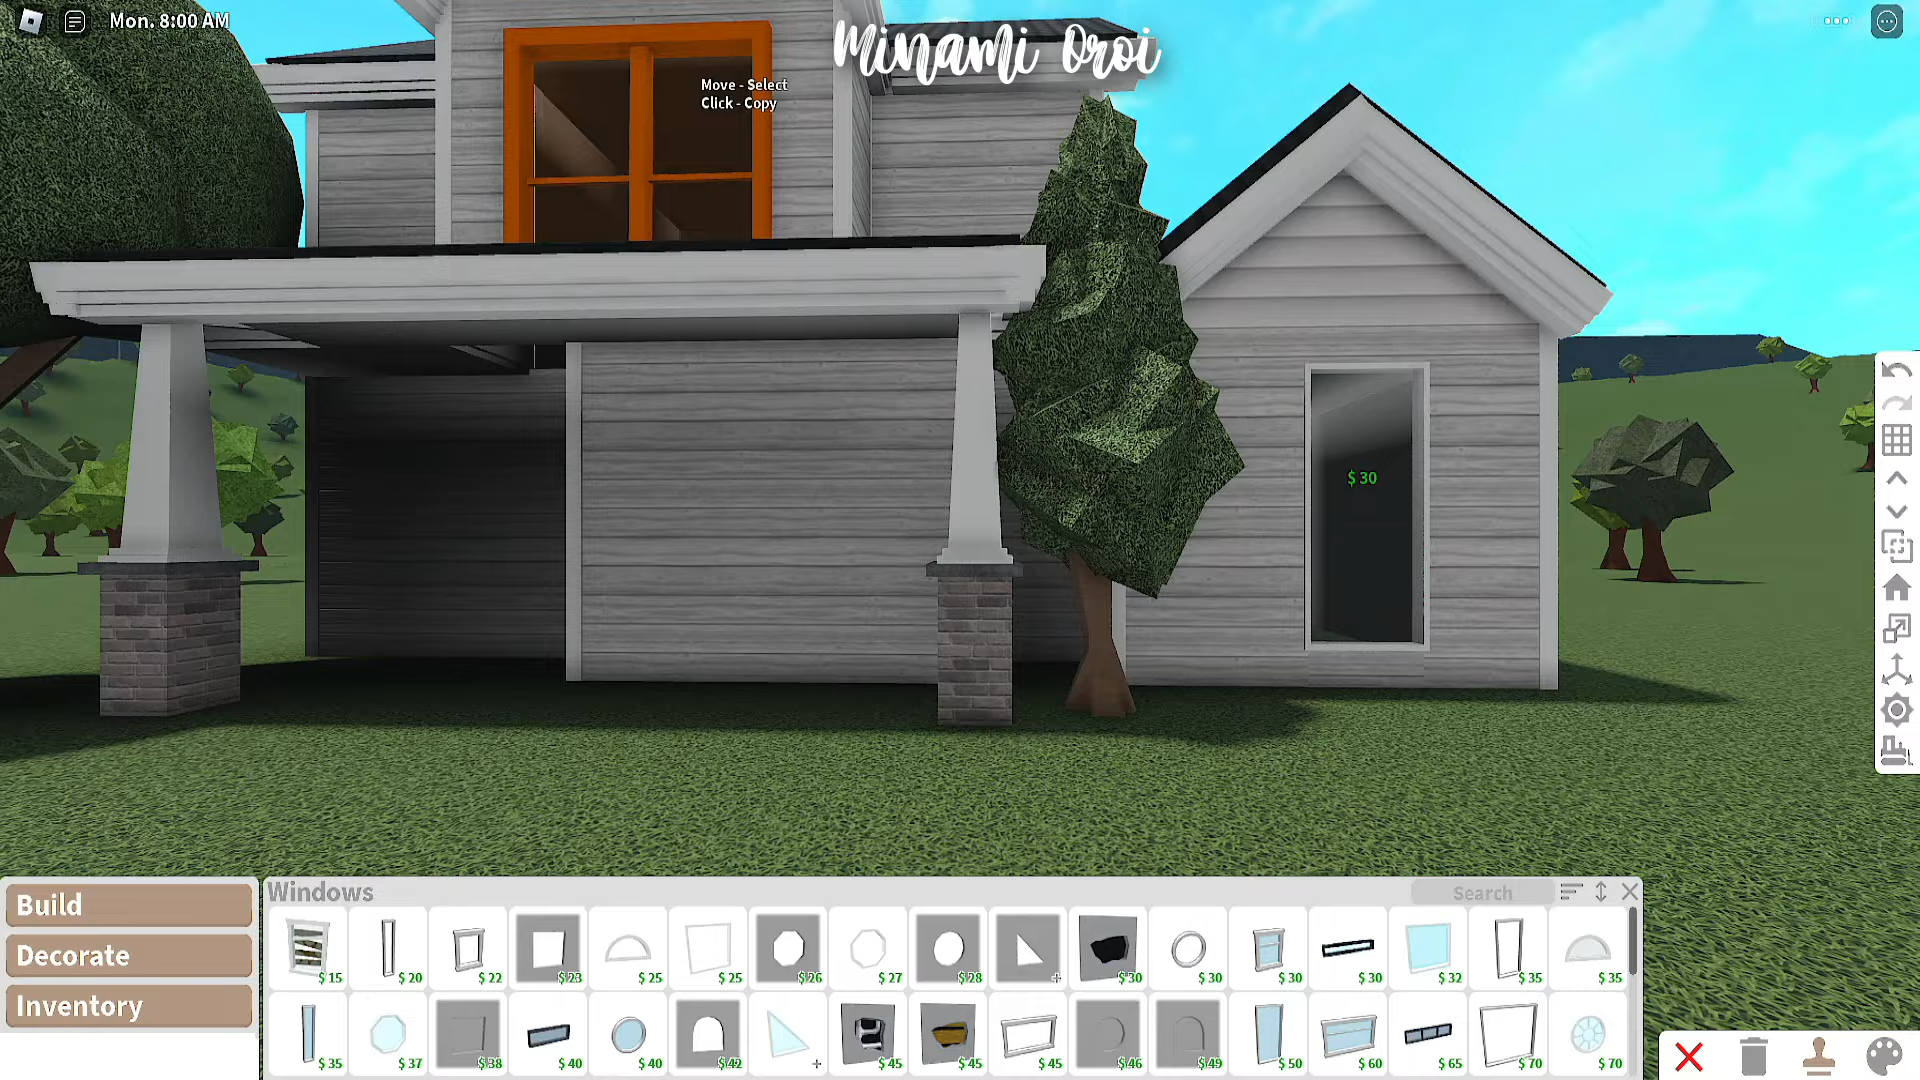 Mon. 8:00 AM
Minami Oroi
Move - Select
Click - Copy
$ 30
Build
Decorate
Inventory
Windows
Search
$ 15 $ 20 $ 22 $ 23 $ 25 $ 25 $ 26 $ 27 $ 28 + $ 30 $ 30 $ 30 $ 30 $ 32 $ 35 $ 35
$ 35 $ 37 $ 38 $ 40 $ 40 $ 42 + $ 45 $ 45 $ 45 $ 46 $ 49 $ 50 $ 60 $ 65 $ 70 $ 70